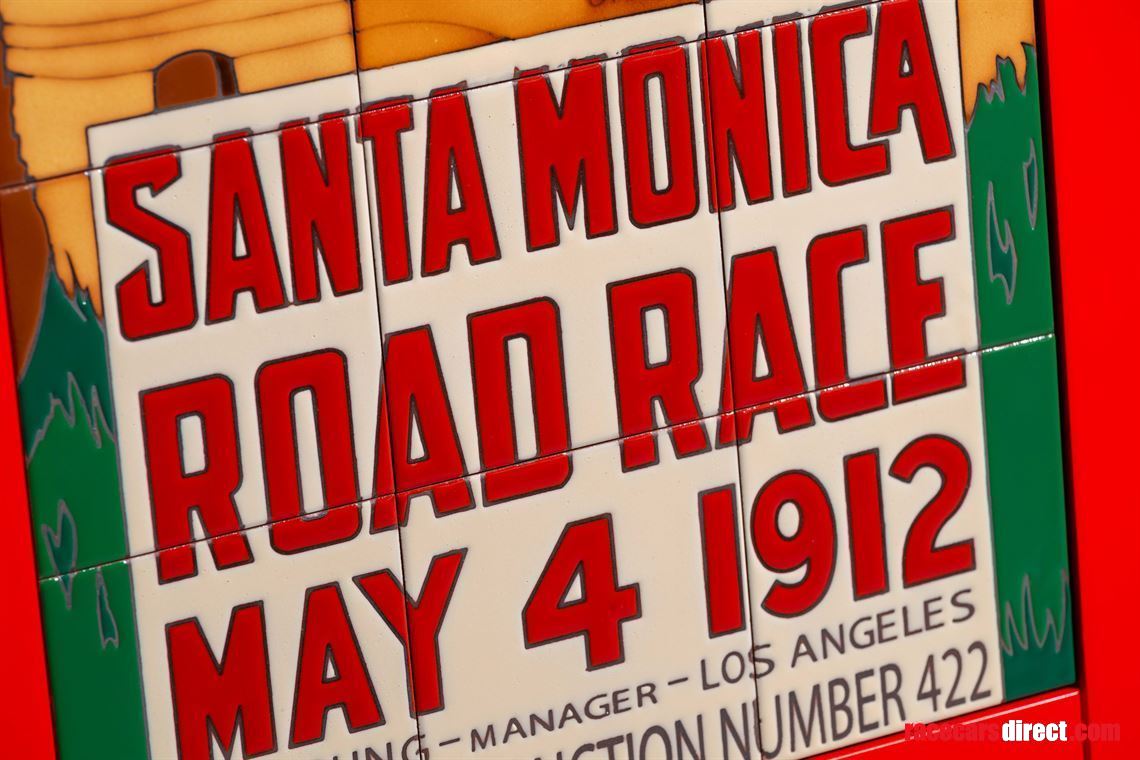 SANTA MONICA
ROAD RACE
MAY 4 1912
- MANAGER - LOS ANGELES
NUMBER 422
racecarsdirect.com